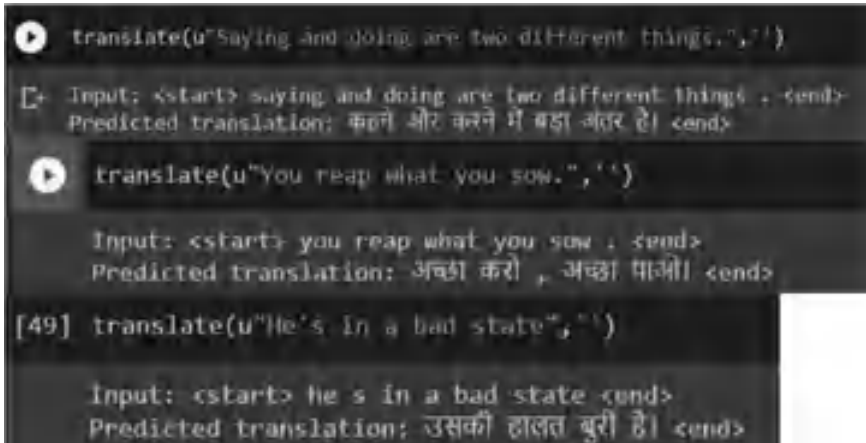 translate(u"Saying and doing are two different things.",'')
Input: <start> saying and doing are two different things . <end>
Predicted translation: कहने और करने में बड़ा अंतर है। <end>
translate(u"You reap what you sow.",'')
Input: <start> you reap what you sow . <end>
Predicted translation: अच्छा करो , अच्छा पाओ। <end>
[49] translate(u"He's in a bad state",'')
Input: <start> he s in a bad state <end>
Predicted translation: उसकी हालत बुरी है। <end>